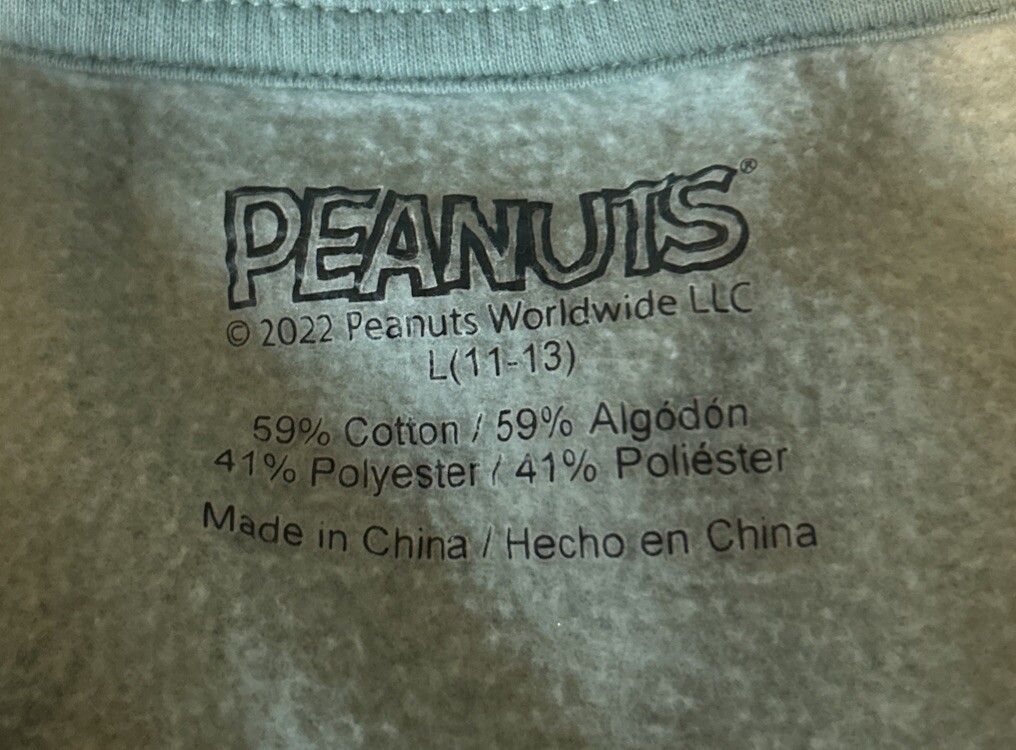 PEANUTS®
© 2022 Peanuts Worldwide LLC
L(11-13)
59% Cotton / 59% Algódón
41% Polyester / 41% Poliéster
Made in China / Hecho en China